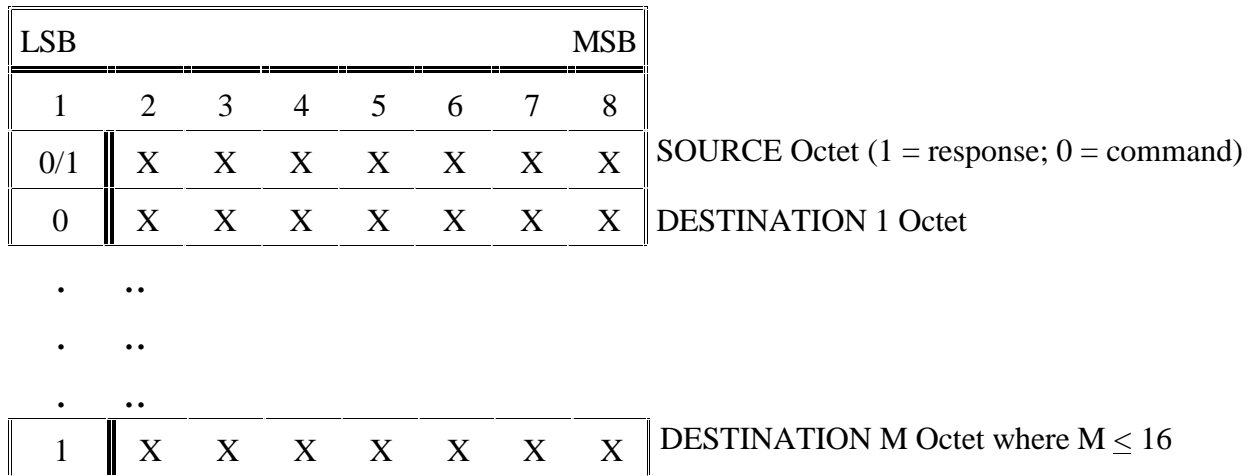 LSB MSB
1 2 3 4 5 6 7 8
0/1 X X X X X X X SOURCE Octet (1 = response; 0 = command)
0 X X X X X X X DESTINATION 1 Octet
. ..
. ..
. ..
1 X X X X X X X DESTINATION M Octet where M ≤ 16